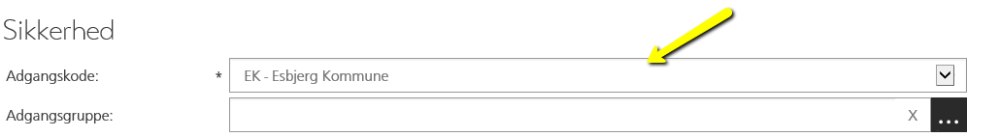 Sikkerhed
Adgangskode: * EK - Esbjerg Kommune
Adgangsgruppe: X ...